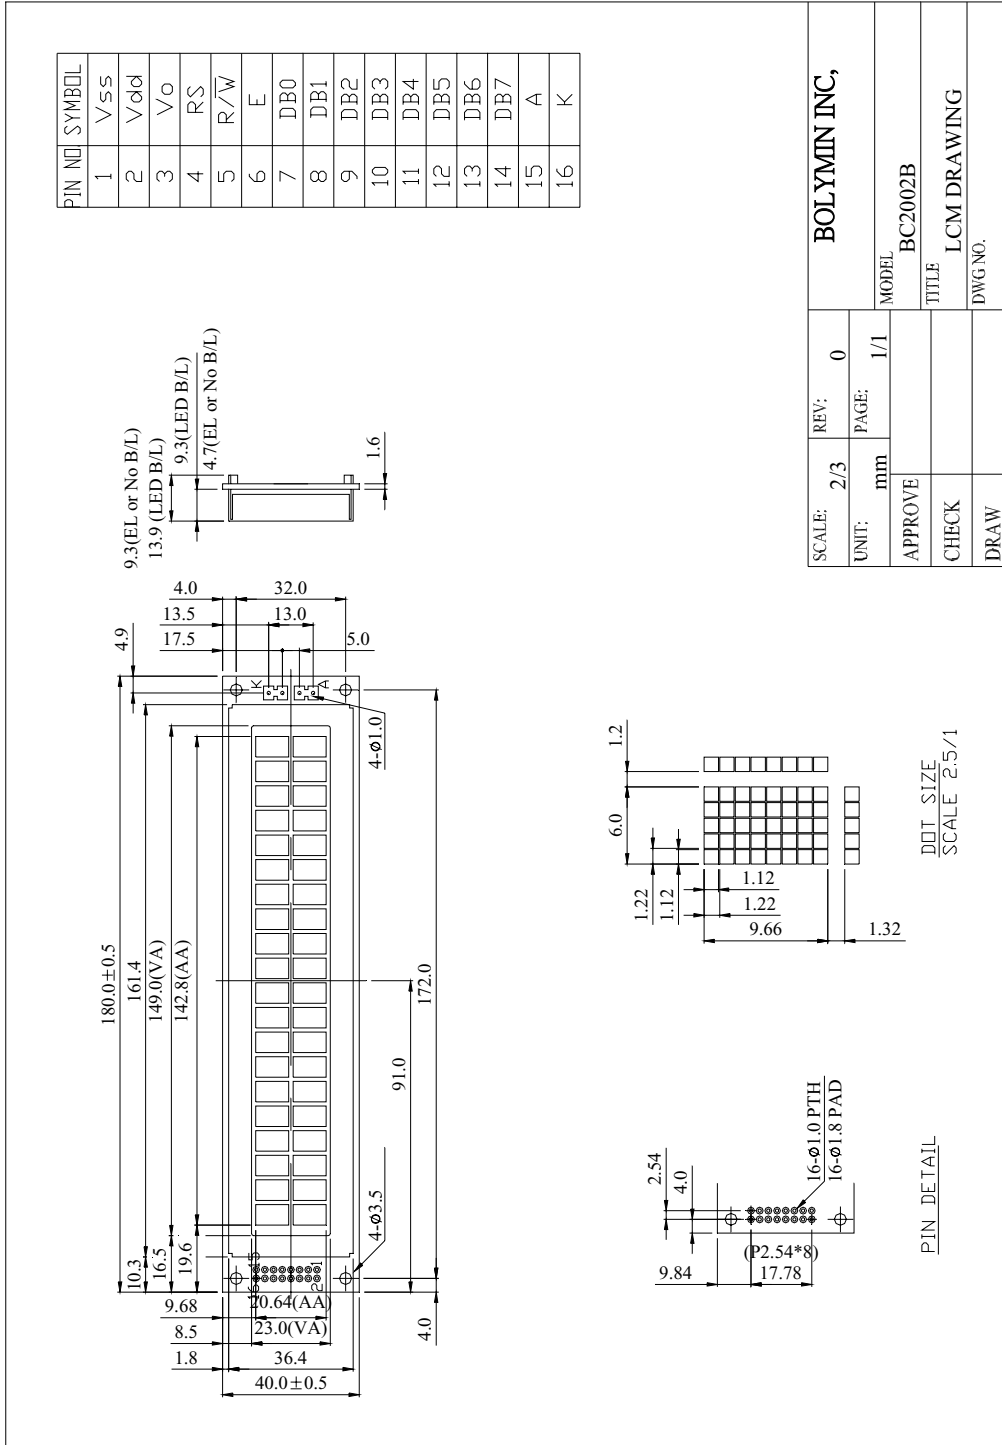 PIN NO. SYMBOL
1 Vss
2 Vdd
3 Vo
4 RS
5 R/W̅
6 E
7 DB0
8 DB1
9 DB2
10 DB3
11 DB4
12 DB5
13 DB6
14 DB7
15 A
16 K
9.3(EL or No B/L)
13.9 (LED B/L)
9.3(LED B/L)
4.7(EL or No B/L)
1.6
4.0
32.0
13.5
13.0
17.5
5.0
4.9
K
A
4-ø1.0
180.0±0.5
161.4
149.0(VA)
142.8(AA)
172.0
91.0
4-ø3.5
10.3
16.5
19.6
16
15
2
1
4.0
9.68
20.64(AA)
8.5
23.0(VA)
1.8
36.4
40.0±0.5
1.2
6.0
1.22
1.12
1.12
1.22
9.66
1.32
DOT SIZE
SCALE 2.5/1
2.54
4.0
16-ø1.0 PTH
16-ø1.8 PAD
(P2.54*8)
9.84
17.78
PIN DETAIL
BOLYMIN INC,
MODEL
BC2002B
TITLE
LCM DRAWING
DWG NO.
SCALE: 2/3
REV: 0
UNIT: mm
PAGE: 1/1
APPROVE
CHECK
DRAW